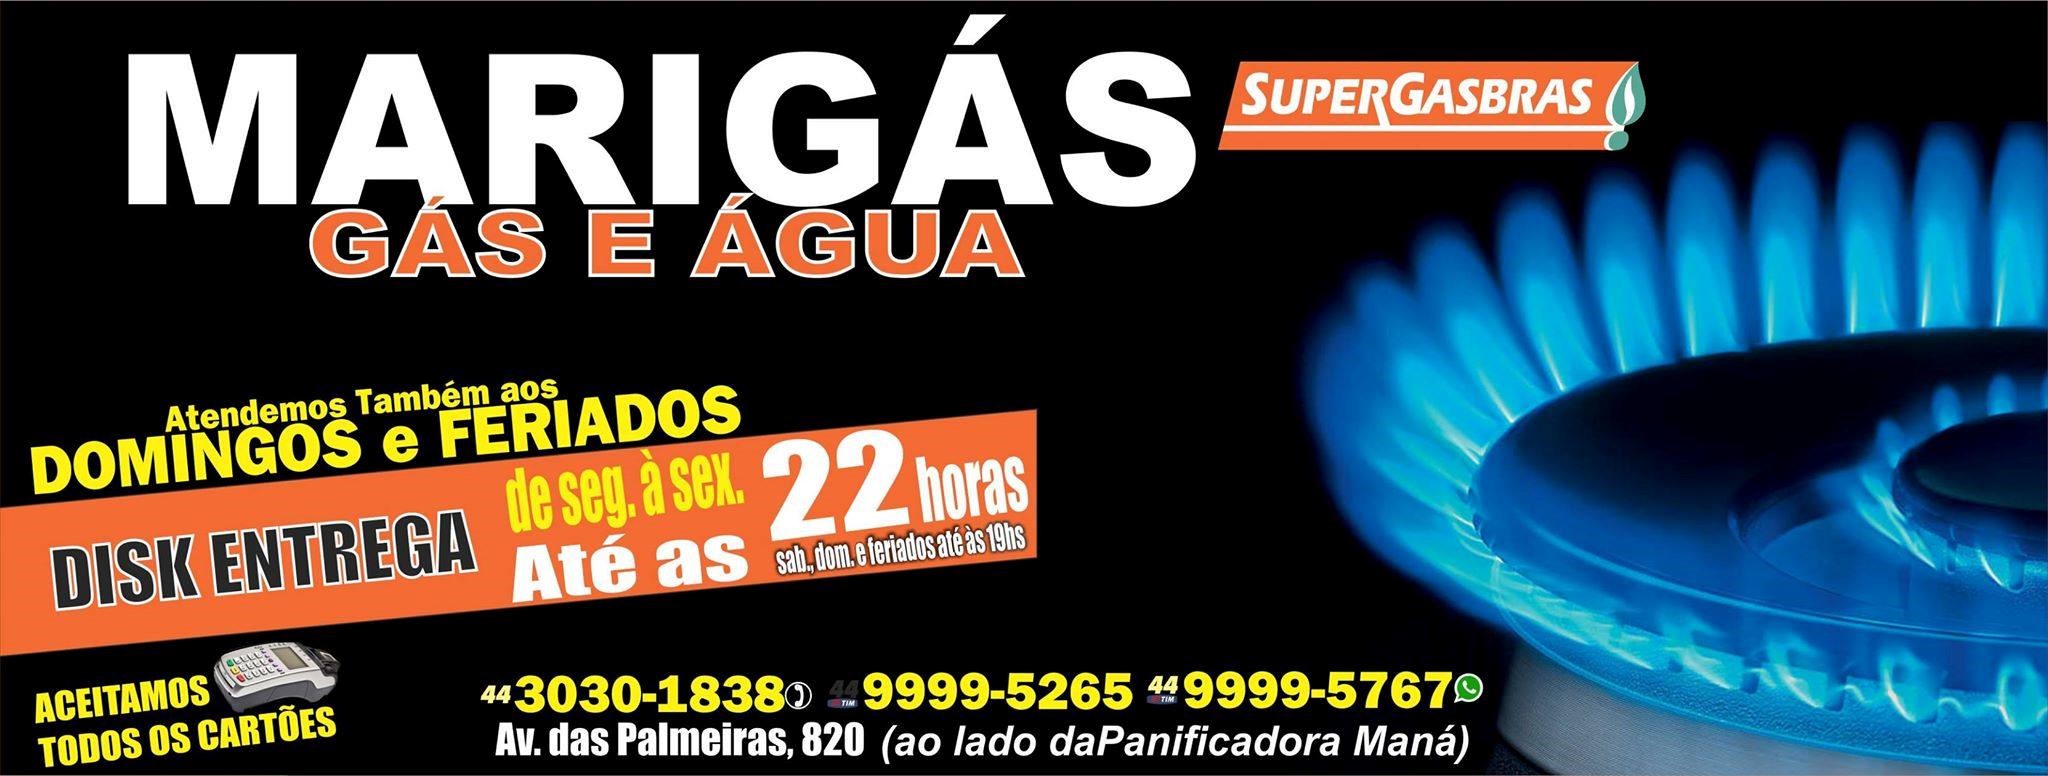 MARIGÁS
SUPERGASBRAS
GÁS E ÁGUA
Atendemos Também aos
DOMINGOS e FERIADOS
DISK ENTREGA
de seg. à sex.
Até as
22 horas
sab., dom. e feriados até às 19hs
ACEITAMOS
TODOS OS CARTÕES
44 3030-1838 44 TIM 9999-5265 44 TIM 9999-5767
Av. das Palmeiras, 820 (ao lado daPanificadora Maná)